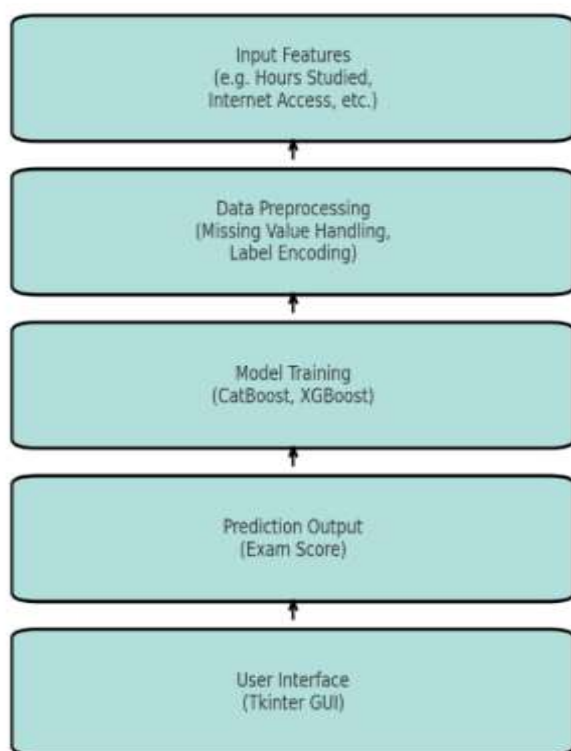 Input Features
(e.g. Hours Studied,
Internet Access, etc.)
Data Preprocessing
(Missing Value Handling,
Label Encoding)
Model Training
(CatBoost, XGBoost)
Prediction Output
(Exam Score)
User Interface
(Tkinter GUI)